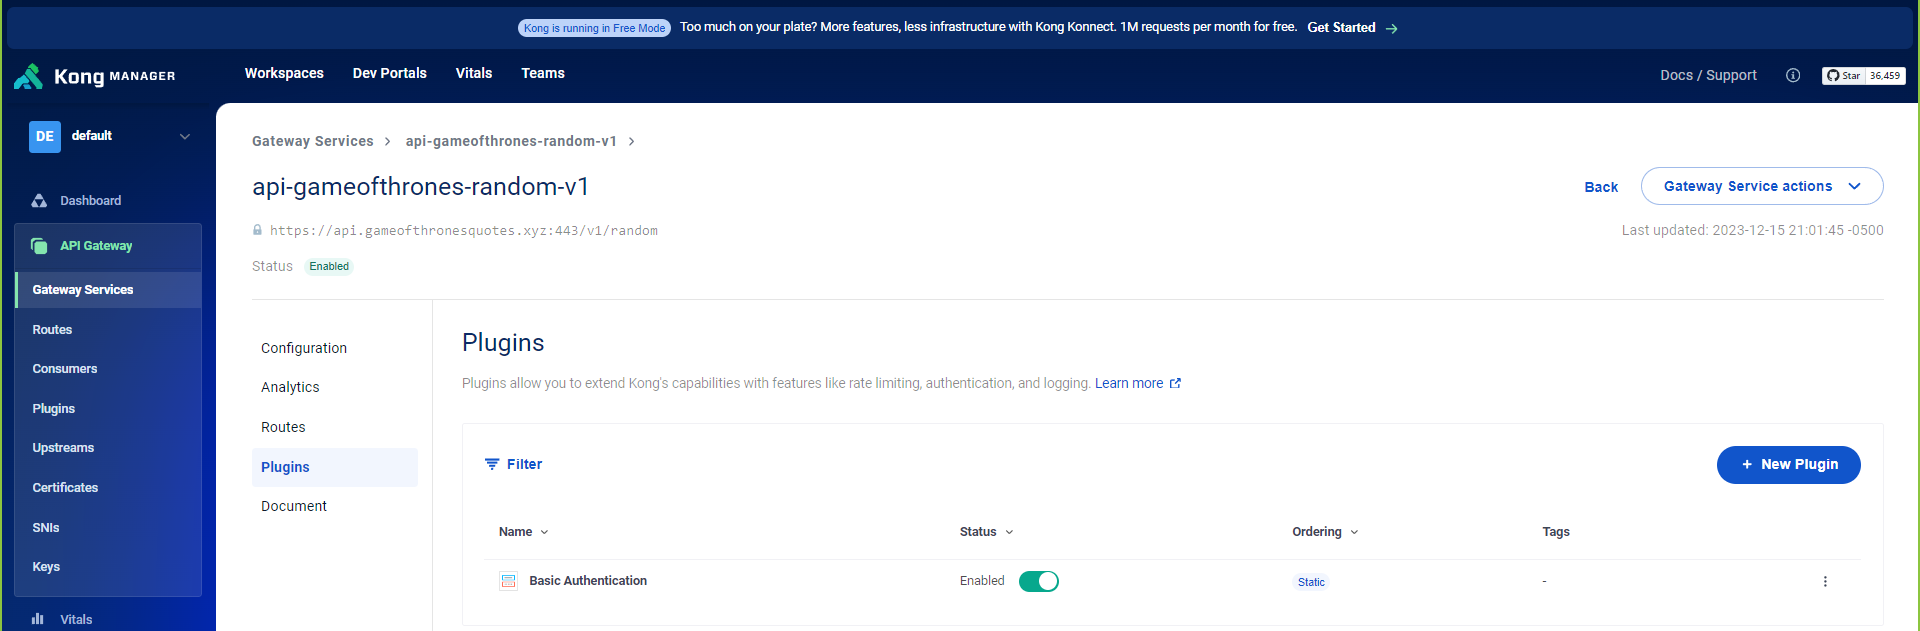 Kong is running in Free Mode Too much on your plate? More features, less infrastructure with Kong Konnect. 1M requests per month for free. Get Started →
Kong MANAGER Workspaces Dev Portals Vitals Teams Docs / Support Star 36,459
DE default
Gateway Services > api-gameofthrones-random-v1 >
api-gameofthrones-random-v1
Back Gateway Service actions
https://api.gameofthronesquotes.xyz:443/v1/random
Last updated: 2023-12-15 21:01:45 -0500
Status Enabled
Dashboard
API Gateway
Gateway Services
Routes
Consumers
Plugins
Upstreams
Certificates
SNIs
Keys
Vitals
Configuration
Analytics
Routes
Plugins
Document
Plugins
Plugins allow you to extend Kong's capabilities with features like rate limiting, authentication, and logging. Learn more
Filter + New Plugin
Name Status Ordering Tags
Basic Authentication Enabled Static -